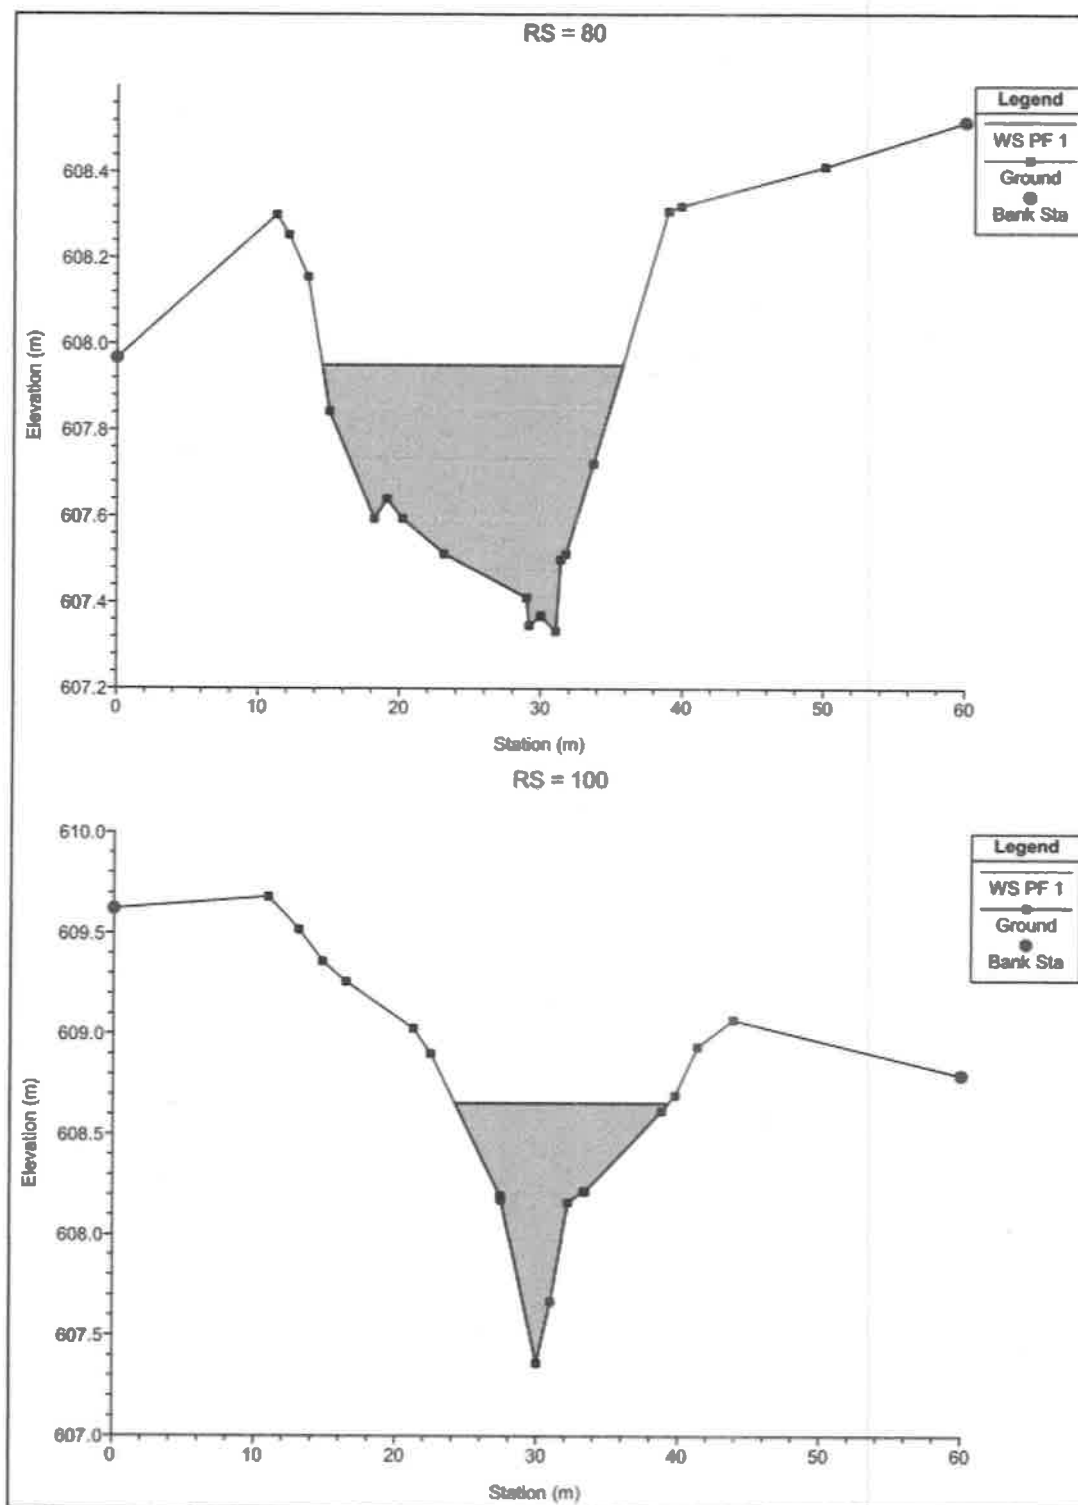 RS = 80
Legend
WS PF 1
Ground
Bank Sta
608.4
608.2
608.0
607.8
607.6
607.4
607.2
Elevation (m)
0 10 20 30 40 50 60
Station (m)
RS = 100
Legend
WS PF 1
Ground
Bank Sta
610.0
609.5
609.0
608.5
608.0
607.5
607.0
Elevation (m)
0 10 20 30 40 50 60
Station (m)